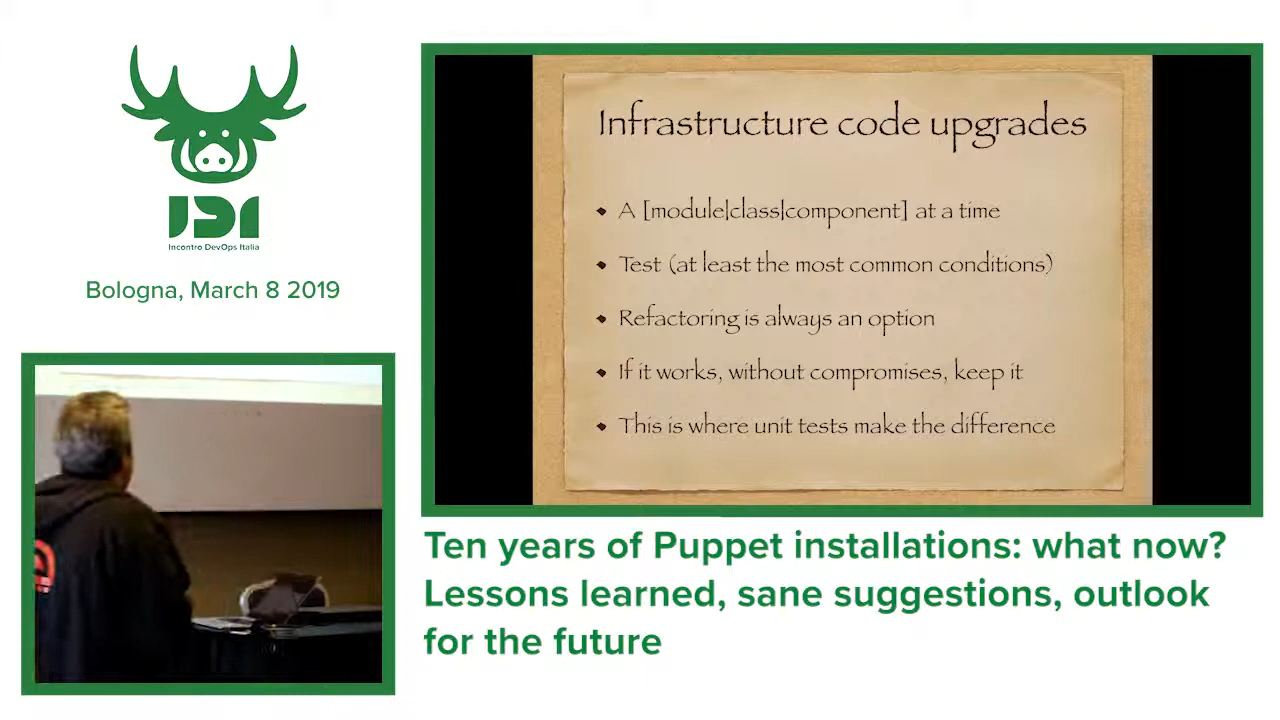 IDI
Incontro DevOps Italia
Bologna, March 8 2019
Infrastructure code upgrades
A [module|class|component] at a time
Test (at least the most common conditions)
Refactoring is always an option
If it works, without compromises, keep it
This is where unit tests make the difference
Ten years of Puppet installations: what now?
Lessons learned, sane suggestions, outlook
for the future